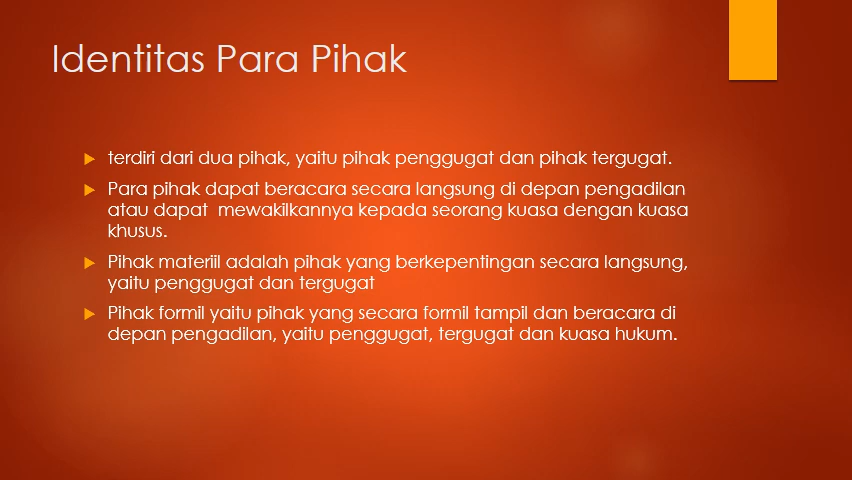 Identitas Para Pihak
terdiri dari dua pihak, yaitu pihak penggugat dan pihak tergugat.
Para pihak dapat beracara secara langsung di depan pengadilan
atau dapat  mewakilkannya kepada seorang kuasa dengan kuasa
khusus.
Pihak materiil adalah pihak yang berkepentingan secara langsung,
yaitu penggugat dan tergugat
Pihak formil yaitu pihak yang secara formil tampil dan beracara di
depan pengadilan, yaitu penggugat, tergugat dan kuasa hukum.